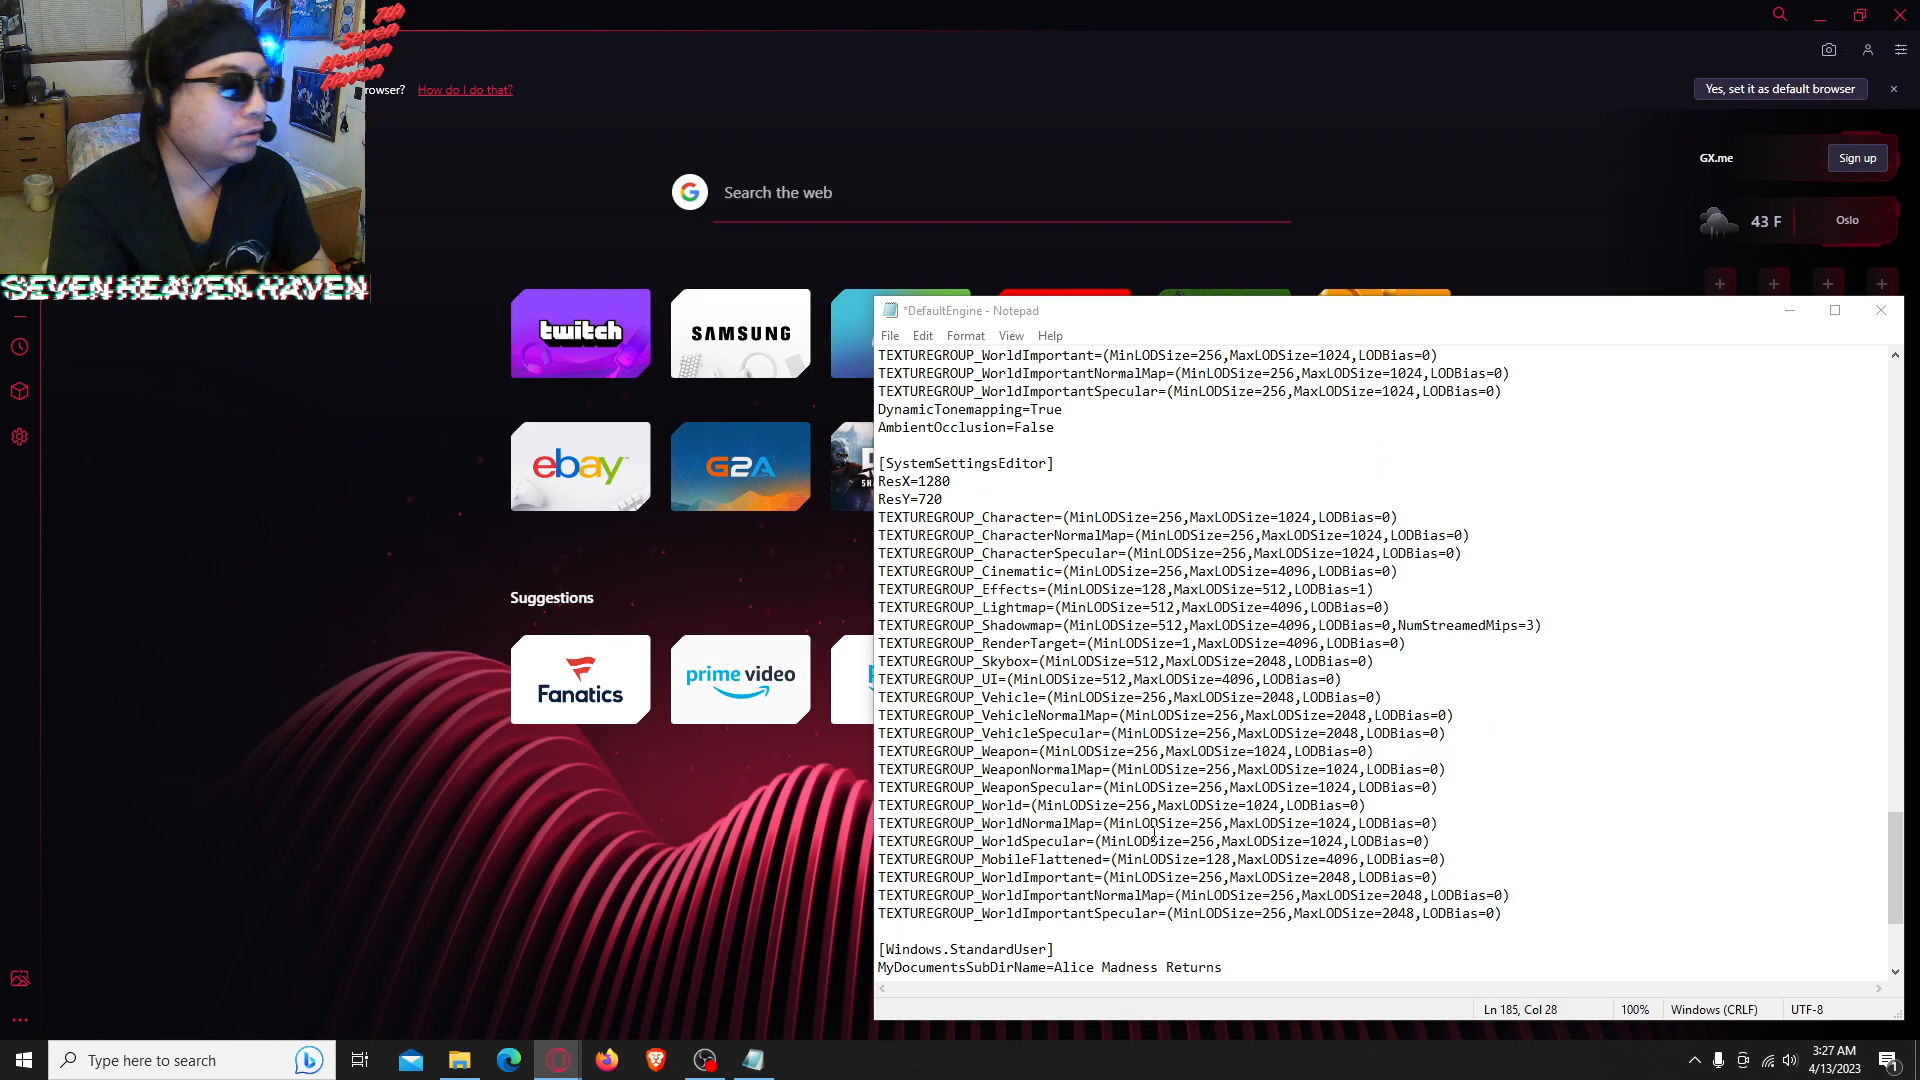 7th
Seven
Heaven
Haven
rowser? How do I do that?
Yes, set it as default browser
GX.me
Sign up
Search the web
43 F
Oslo
SEVEN HEAVEN HAVEN
twitch
SAMSUNG
ebay
G2A
Suggestions
Fanatics
prime video
*DefaultEngine - Notepad
File Edit Format View Help
TEXTUREGROUP_WorldImportant=(MinLODSize=256,MaxLODSize=1024,LODBias=0)
TEXTUREGROUP_WorldImportantNormalMap=(MinLODSize=256,MaxLODSize=1024,LODBias=0)
TEXTUREGROUP_WorldImportantSpecular=(MinLODSize=256,MaxLODSize=1024,LODBias=0)
DynamicTonemapping=True
AmbientOcclusion=False
[SystemSettingsEditor]
ResX=1280
ResY=720
TEXTUREGROUP_Character=(MinLODSize=256,MaxLODSize=1024,LODBias=0)
TEXTUREGROUP_CharacterNormalMap=(MinLODSize=256,MaxLODSize=1024,LODBias=0)
TEXTUREGROUP_CharacterSpecular=(MinLODSize=256,MaxLODSize=1024,LODBias=0)
TEXTUREGROUP_Cinematic=(MinLODSize=256,MaxLODSize=4096,LODBias=0)
TEXTUREGROUP_Effects=(MinLODSize=128,MaxLODSize=512,LODBias=1)
TEXTUREGROUP_Lightmap=(MinLODSize=512,MaxLODSize=4096,LODBias=0)
TEXTUREGROUP_Shadowmap=(MinLODSize=512,MaxLODSize=4096,LODBias=0,NumStreamedMips=3)
TEXTUREGROUP_RenderTarget=(MinLODSize=1,MaxLODSize=4096,LODBias=0)
TEXTUREGROUP_Skybox=(MinLODSize=512,MaxLODSize=2048,LODBias=0)
TEXTUREGROUP_UI=(MinLODSize=512,MaxLODSize=4096,LODBias=0)
TEXTUREGROUP_Vehicle=(MinLODSize=256,MaxLODSize=2048,LODBias=0)
TEXTUREGROUP_VehicleNormalMap=(MinLODSize=256,MaxLODSize=2048,LODBias=0)
TEXTUREGROUP_VehicleSpecular=(MinLODSize=256,MaxLODSize=2048,LODBias=0)
TEXTUREGROUP_Weapon=(MinLODSize=256,MaxLODSize=1024,LODBias=0)
TEXTUREGROUP_WeaponNormalMap=(MinLODSize=256,MaxLODSize=1024,LODBias=0)
TEXTUREGROUP_WeaponSpecular=(MinLODSize=256,MaxLODSize=1024,LODBias=0)
TEXTUREGROUP_World=(MinLODSize=256,MaxLODSize=1024,LODBias=0)
TEXTUREGROUP_WorldNormalMap=(MinLODSize=256,MaxLODSize=1024,LODBias=0)
TEXTUREGROUP_WorldSpecular=(MinLODSize=256,MaxLODSize=1024,LODBias=0)
TEXTUREGROUP_MobileFlattened=(MinLODSize=128,MaxLODSize=4096,LODBias=0)
TEXTUREGROUP_WorldImportant=(MinLODSize=256,MaxLODSize=2048,LODBias=0)
TEXTUREGROUP_WorldImportantNormalMap=(MinLODSize=256,MaxLODSize=2048,LODBias=0)
TEXTUREGROUP_WorldImportantSpecular=(MinLODSize=256,MaxLODSize=2048,LODBias=0)
[Windows.StandardUser]
MyDocumentsSubDirName=Alice Madness Returns
Ln 185, Col 28 100% Windows (CRLF) UTF-8
Type here to search
3:27 AM
4/13/2023
1